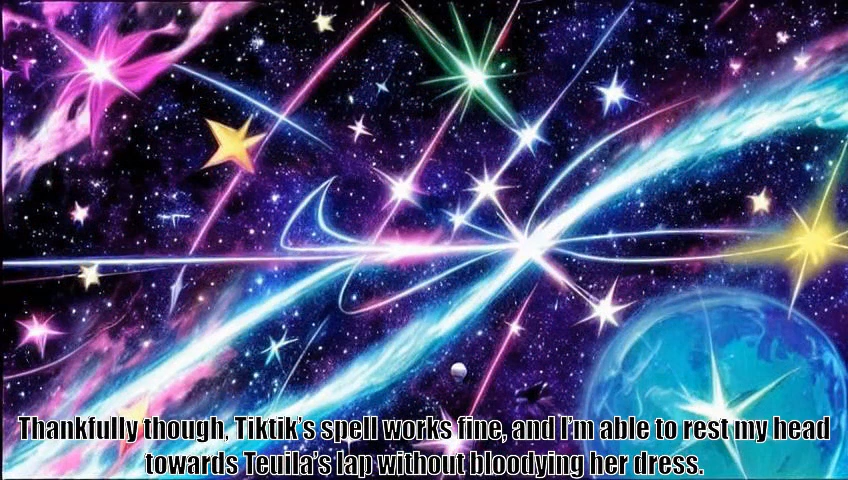 Thankfully though, Tiktik's spell works fine, and I'm able to rest my head
towards Teuila's lap without bloodying her dress.